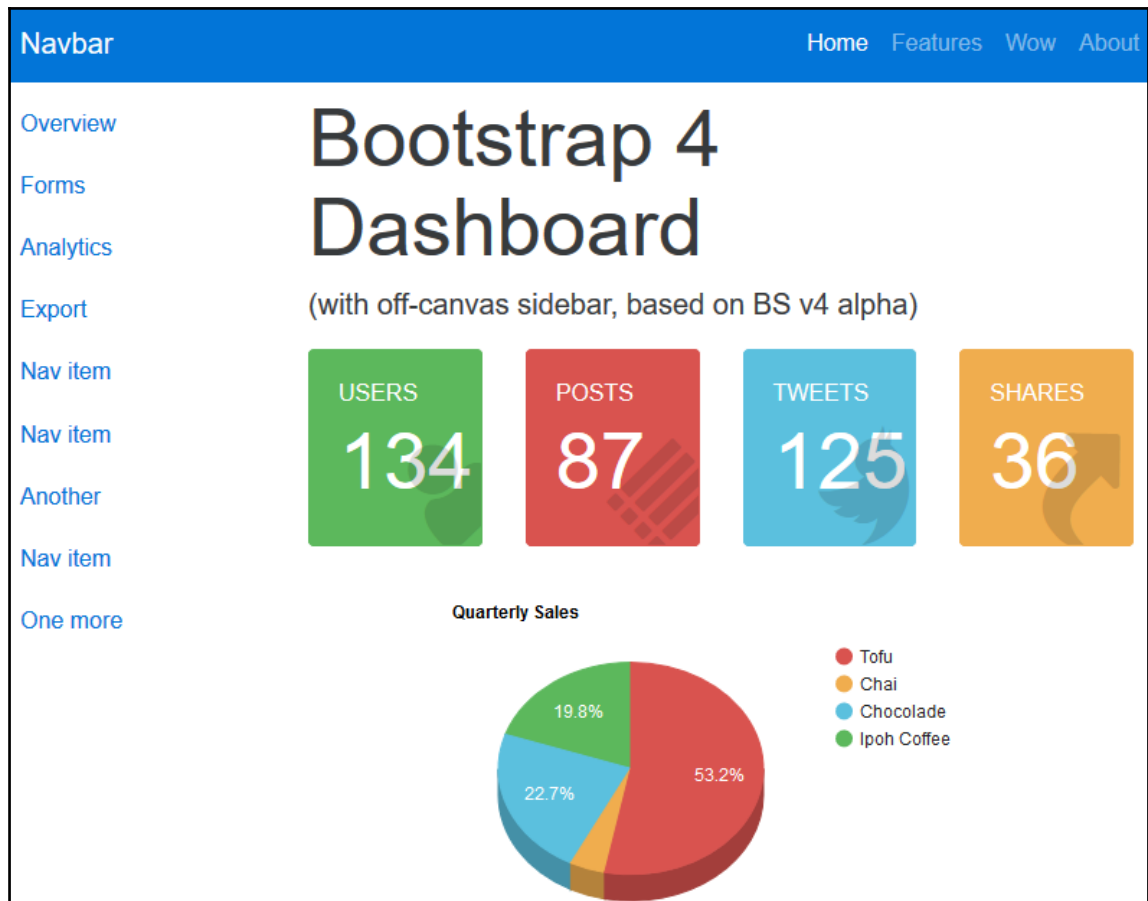 Navbar
Home Features Wow About
Overview
Forms
Analytics
Export
Nav item
Nav item
Another
Nav item
One more
Bootstrap 4
Dashboard
(with off-canvas sidebar, based on BS v4 alpha)
USERS
134
POSTS
87
TWEETS
125
SHARES
36
Quarterly Sales
Tofu
Chai
Chocolade
Ipoh Coffee
19.8%
53.2%
22.7%